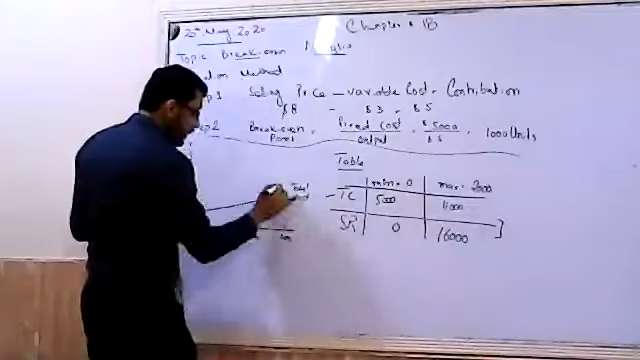 20th May 2020
Chapter # 18
Topic Break-even
Method
Selling Price - variable Cost = Contribution
$8 - $3 = $5
2 Break-even Point = Fixed Cost / output = $5000 / $5 = 1000 Units
Table
min = 0 max = 2000
TC 5000 11000
SR 0 16000
Total